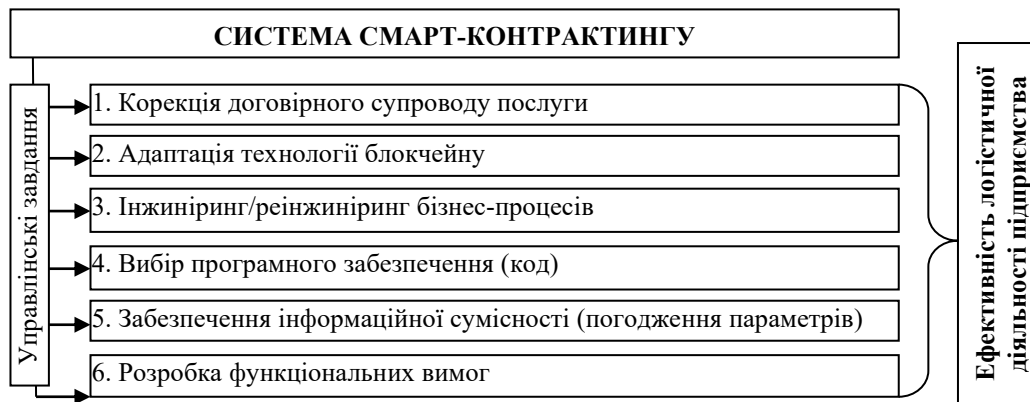 СИСТЕМА СМАРТ-КОНТРАКТИНГУ
Управлінські завдання
1. Корекція договірного супроводу послуги
2. Адаптація технології блокчейну
3. Інжиніринг/реінжиніринг бізнес-процесів
4. Вибір програмного забезпечення (код)
5. Забезпечення інформаційної сумісності (погодження параметрів)
6. Розробка функціональних вимог
Ефективність логістичної
діяльності підприємства